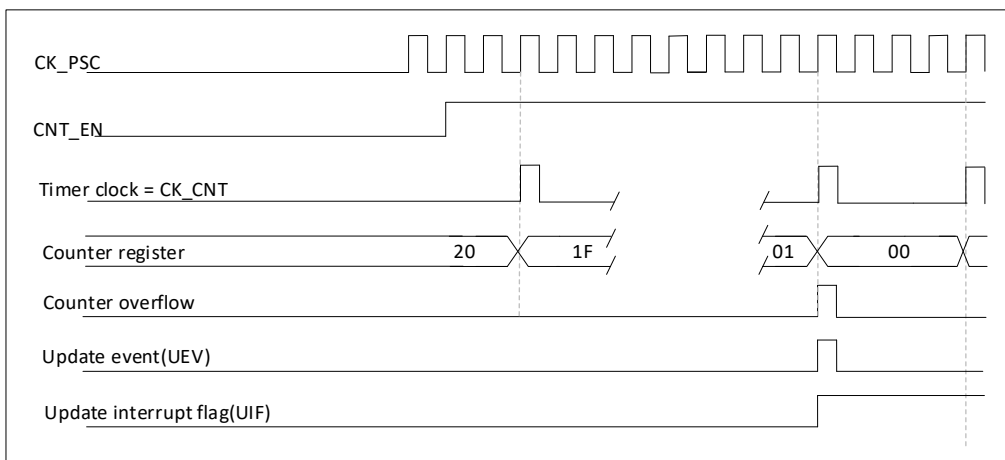 CK_PSC
CNT_EN
Timer clock = CK_CNT
Counter register 20 1F 01 00
Counter overflow
Update event(UEV)
Update interrupt flag(UIF)